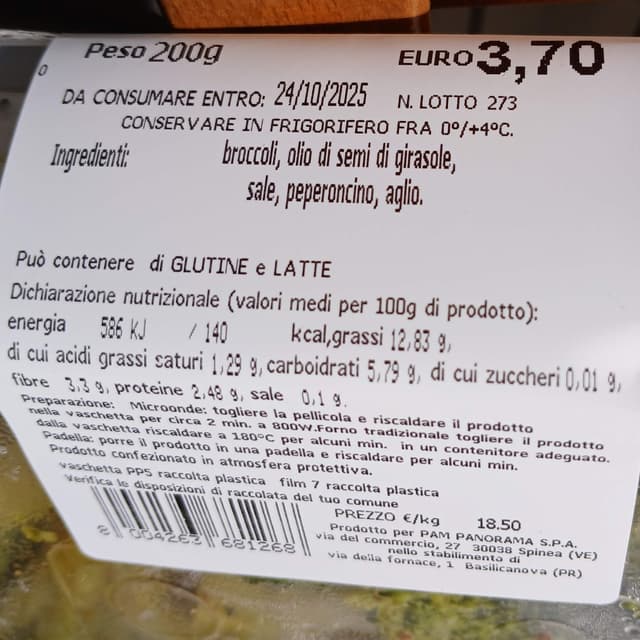 Peso 200g EURO 3,70
0
DA CONSUMARE ENTRO: 24/10/2025 N. LOTTO 273
CONSERVARE IN FRIGORIFERO FRA 0°/+4°C.
Ingredienti: broccoli, olio di semi di girasole,
sale, peperoncino, aglio.
Può contenere di GLUTINE e LATTE
Dichiarazione nutrizionale (valori medi per 100g di prodotto):
energia 586 KJ / 140 kcal,grassi 12,83 g,
di cui acidi grassi saturi 1,29 g, carboidrati 5,79 g, di cui zuccheri 0,01 g,
fibre 3,3 g, proteine 2,48 g, sale 0,1 g.
Preparazione: Microonde: togliere la pellicola e riscaldare il prodotto
nella vaschetta per circa 2 min. a 800W.Forno tradizionale togliere il prodotto
dalla vaschetta riscaldare a 180°C per alcuni min. in un contenitore adeguato.
Padella: porre il prodotto in una padella e riscaldare per alcuni min.
Prodotto confezionato in atmosfera protettiva.
vaschetta PP5 raccolta plastica film 7 raccolta plastica
Verifica le disposizioni di raccolata del tuo comune
PREZZO €/kg 18.50
8 004263 681268
Prodotto per PAM PANORAMA S.P.A.
via del commercio, 27 30038 Spinea (VE)
nello stabilimento di
via della fornace, 1 Basilicanova (PR)